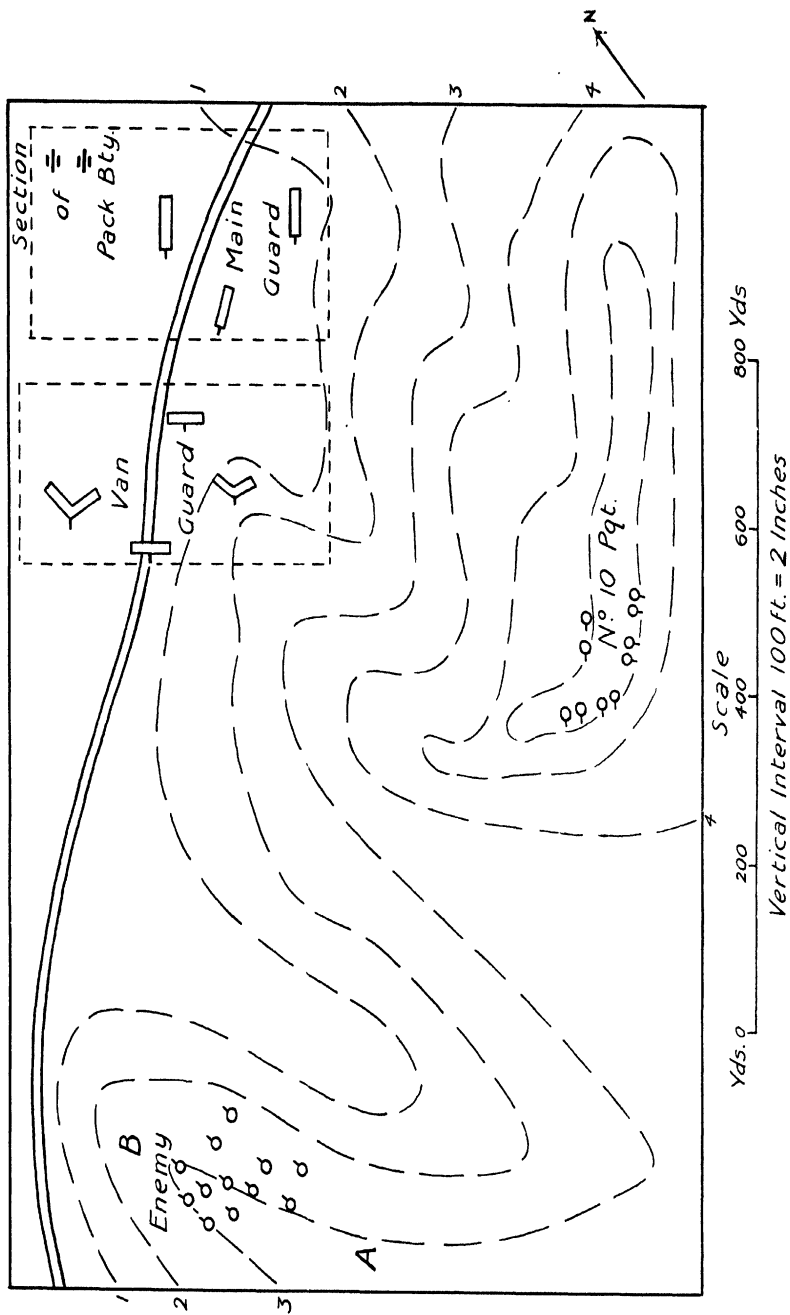 Section
of
Pack Bty.
Van
Guard
Main
Guard
B
Enemy
A
1
2
3
1
2
3
4
N
Nº 10 Pqt.
4
Scale
Yds. 0 200 400 600 800 Yds
Vertical Interval 100 ft. = 2 Inches